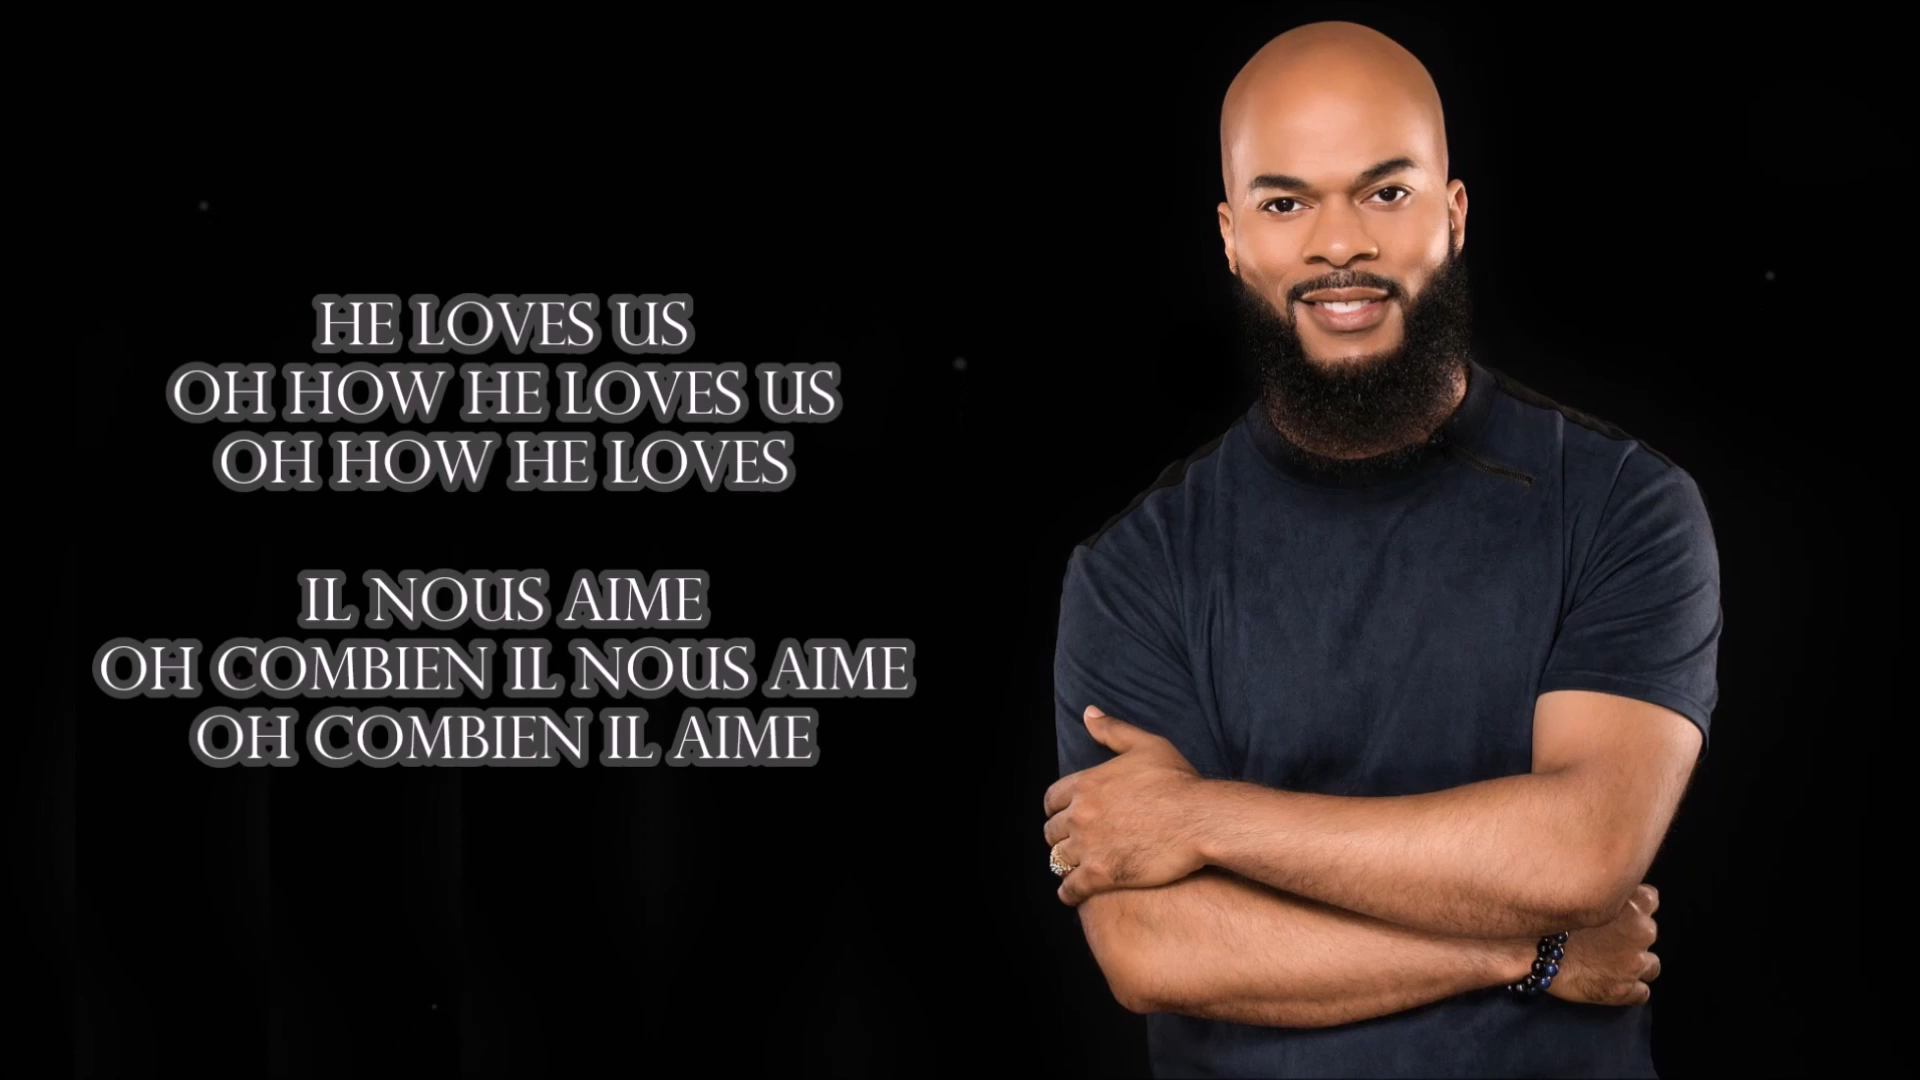 HE LOVES US
OH HOW HE LOVES US
OH HOW HE LOVES
IL NOUS AIME
OH COMBIEN IL NOUS AIME
OH COMBIEN IL AIME